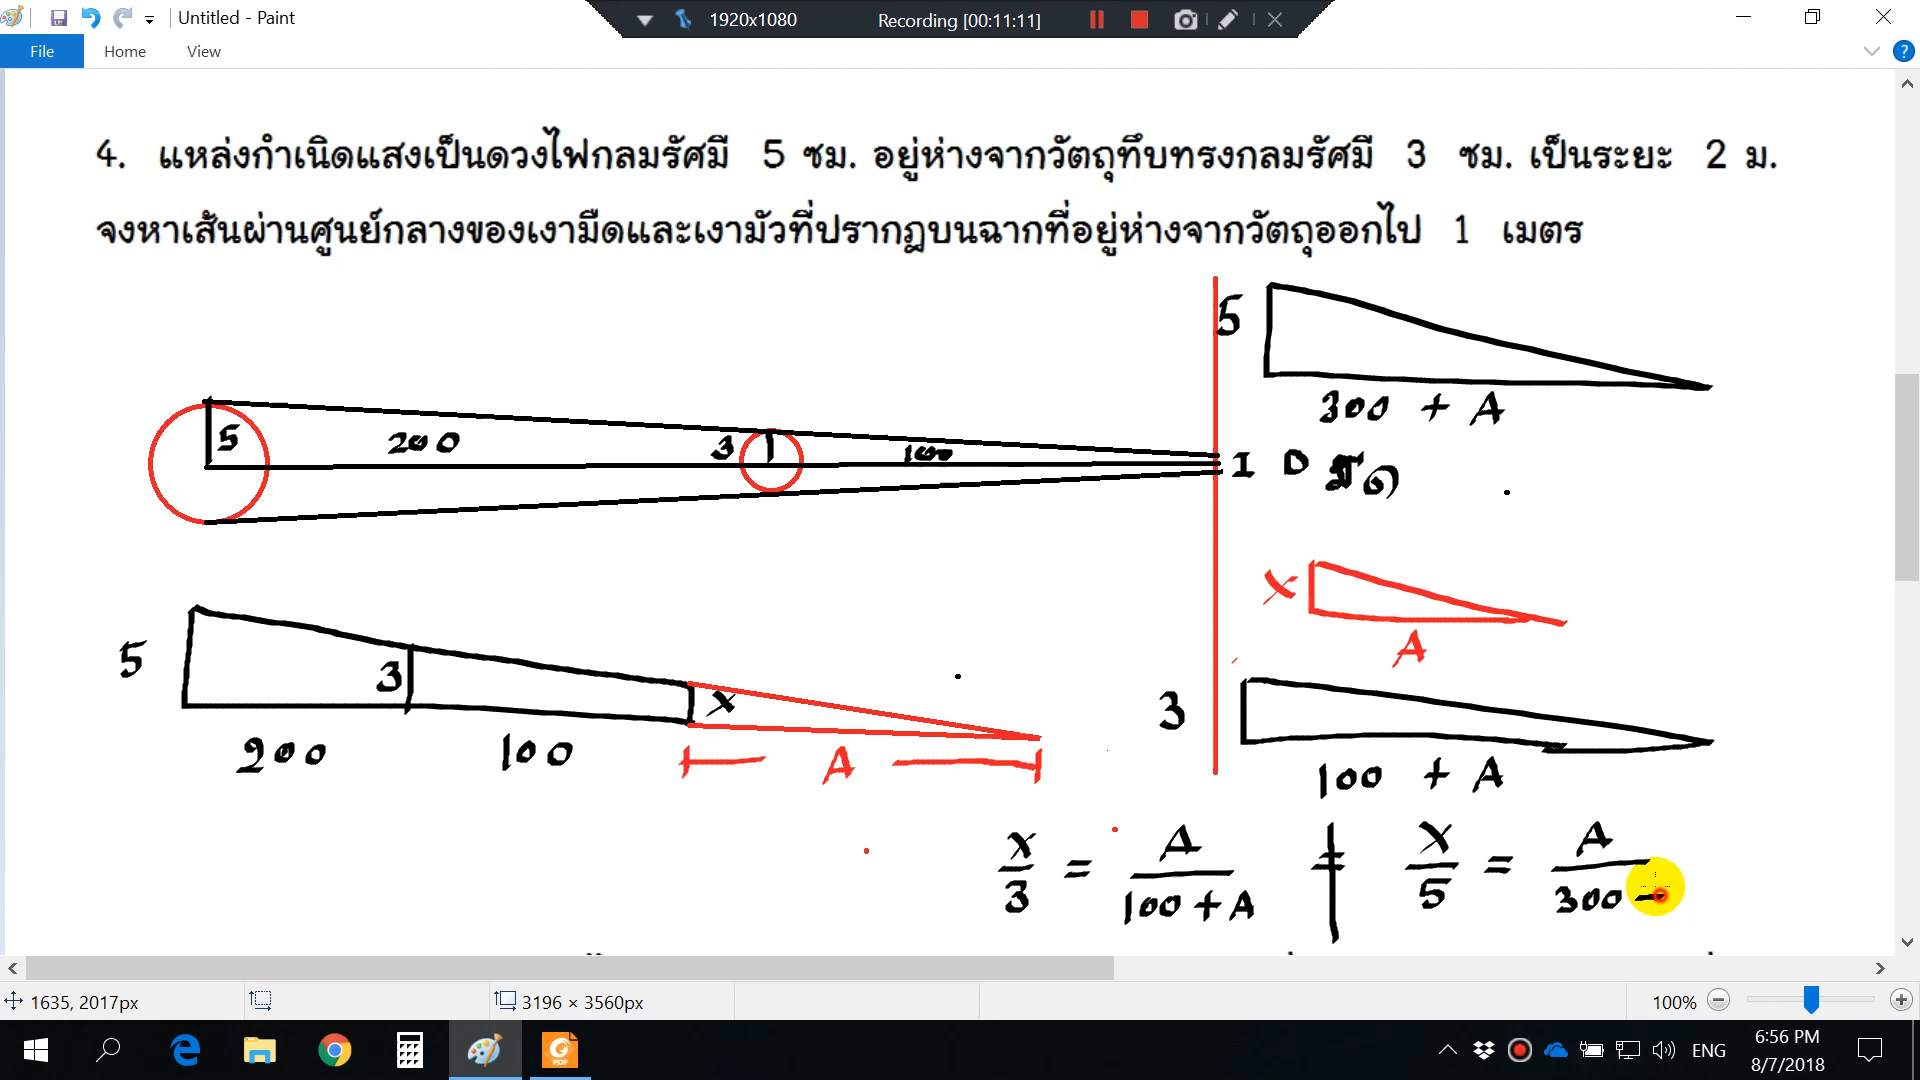 Untitled - Paint
1920x1080 Recording [00:11:11]
File Home View
4. แหล่งกำเนิดแสงเป็นดวงไฟกลมรัศมี 5 ซม. อยู่ห่างจากวัตถุทึบทรงกลมรัศมี 3 ซม. เป็นระยะ 2 ม.
จงหาเส้นผ่านศูนย์กลางของเงามืดและเงามัวที่ปรากฏบนฉากที่อยู่ห่างจากวัตถุออกไป 1 เมตร
5
300 + A
5 200 3 100
I D มืด
X
A
5 3 X
200 100 A
3
100 + A
X/3 = A/100 + A
X/5 = A/300
1635, 2017px
3196 × 3560px
100%
PDF
ENG
6:56 PM
8/7/2018